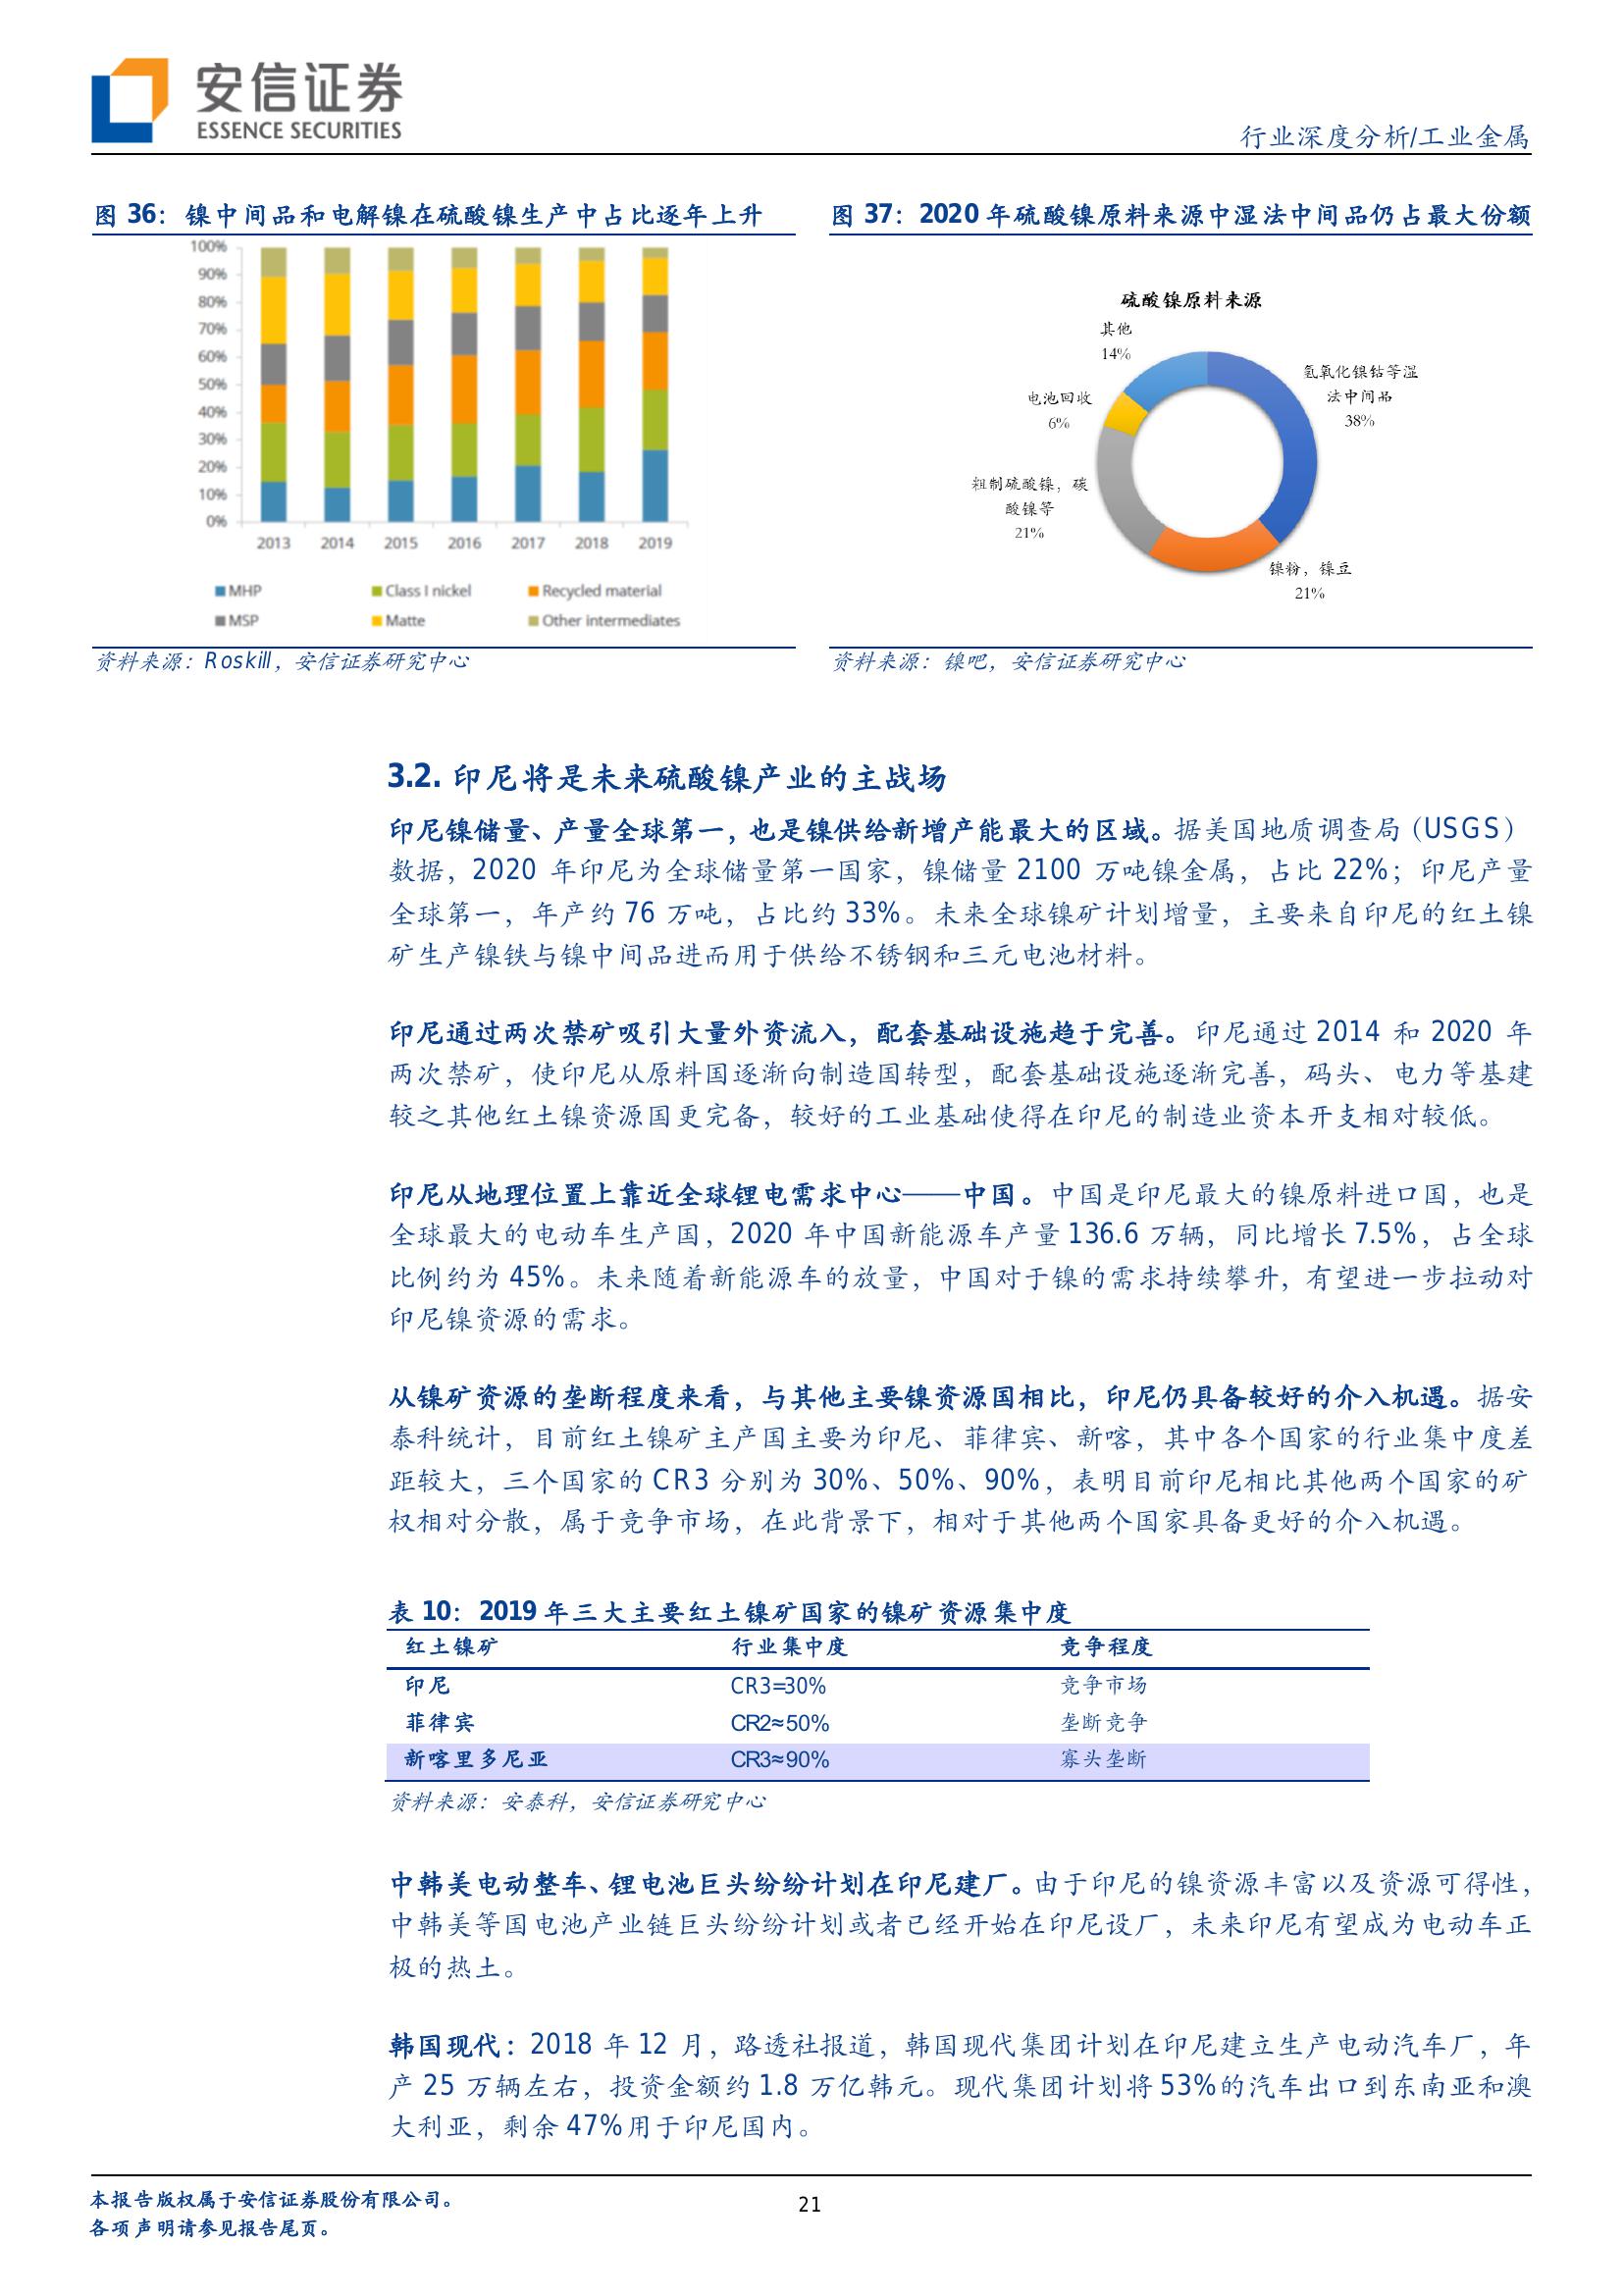 安信证券
ESSENCE SECURITIES
行业深度分析/工业金属
图 36：镍中间品和电解镍在硫酸镍生产中占比逐年上升
100%
90%
80%
70%
60%
50%
40%
30%
20%
10%
0%
2013 2014 2015 2016 2017 2018 2019
MHP Class I nickel Recycled material
MSP Matte Other intermediates
资料来源：Roskill，安信证券研究中心
图 37：2020 年硫酸镍原料来源中湿法中间品仍占最大份额
硫酸镍原料来源
其他
14%
氢氧化镍钴等湿
法中间品
38%
电池回收
6%
粗制硫酸镍，碳
酸镍等
21%
镍粉，镍豆
21%
资料来源：镍吧，安信证券研究中心
3.2. 印尼将是未来硫酸镍产业的主战场
印尼镍储量、产量全球第一，也是镍供给新增产能最大的区域。据美国地质调查局（USGS）
数据，2020 年印尼为全球储量第一国家，镍储量 2100 万吨镍金属，占比 22%；印尼产量
全球第一，年产约 76 万吨，占比约 33%。未来全球镍矿计划增量，主要来自印尼的红土镍
矿生产镍铁与镍中间品进而用于供给不锈钢和三元电池材料。
印尼通过两次禁矿吸引大量外资流入，配套基础设施趋于完善。印尼通过 2014 和 2020 年
两次禁矿，使印尼从原料国逐渐向制造国转型，配套基础设施逐渐完善，码头、电力等基建
较之其他红土镍资源国更完备，较好的工业基础使得在印尼的制造业资本开支相对较低。
印尼从地理位置上靠近全球锂电需求中心——中国。中国是印尼最大的镍原料进口国，也是
全球最大的电动车生产国，2020 年中国新能源车产量 136.6 万辆，同比增长 7.5%，占全球
比例约为 45%。未来随着新能源车的放量，中国对于镍的需求持续攀升，有望进一步拉动对
印尼镍资源的需求。
从镍矿资源的垄断程度来看，与其他主要镍资源国相比，印尼仍具备较好的介入机遇。据安
泰科统计，目前红土镍矿主产国主要为印尼、菲律宾、新喀，其中各个国家的行业集中度差
距较大，三个国家的 CR3 分别为 30%、50%、90%，表明目前印尼相比其他两个国家的矿
权相对分散，属于竞争市场，在此背景下，相对于其他两个国家具备更好的介入机遇。
表 10：2019 年三大主要红土镍矿国家的镍矿资源集中度
红土镍矿 行业集中度 竞争程度
印尼 CR3=30% 竞争市场
菲律宾 CR2≈50% 垄断竞争
新喀里多尼亚 CR3≈90% 寡头垄断
资料来源：安泰科，安信证券研究中心
中韩美电动整车、锂电池巨头纷纷计划在印尼建厂。由于印尼的镍资源丰富以及资源可得性，
中韩美等国电池产业链巨头纷纷计划或者已经开始在印尼设厂，未来印尼有望成为电动车正
极的热土。
韩国现代：2018 年 12 月，路透社报道，韩国现代集团计划在印尼建立生产电动汽车厂，年
产 25 万辆左右，投资金额约 1.8 万亿韩元。现代集团计划将 53%的汽车出口到东南亚和澳
大利亚，剩余 47%用于印尼国内。
本报告版权属于安信证券股份有限公司。
各项声明请参见报告尾页。
21